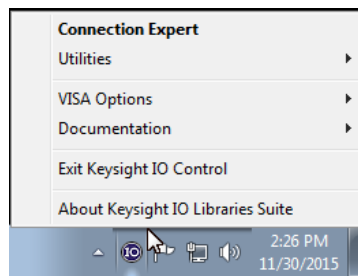 Connection Expert
Utilities
VISA Options
Documentation
Exit Keysight IO Control
About Keysight IO Libraries Suite
IO
2:26 PM
11/30/2015